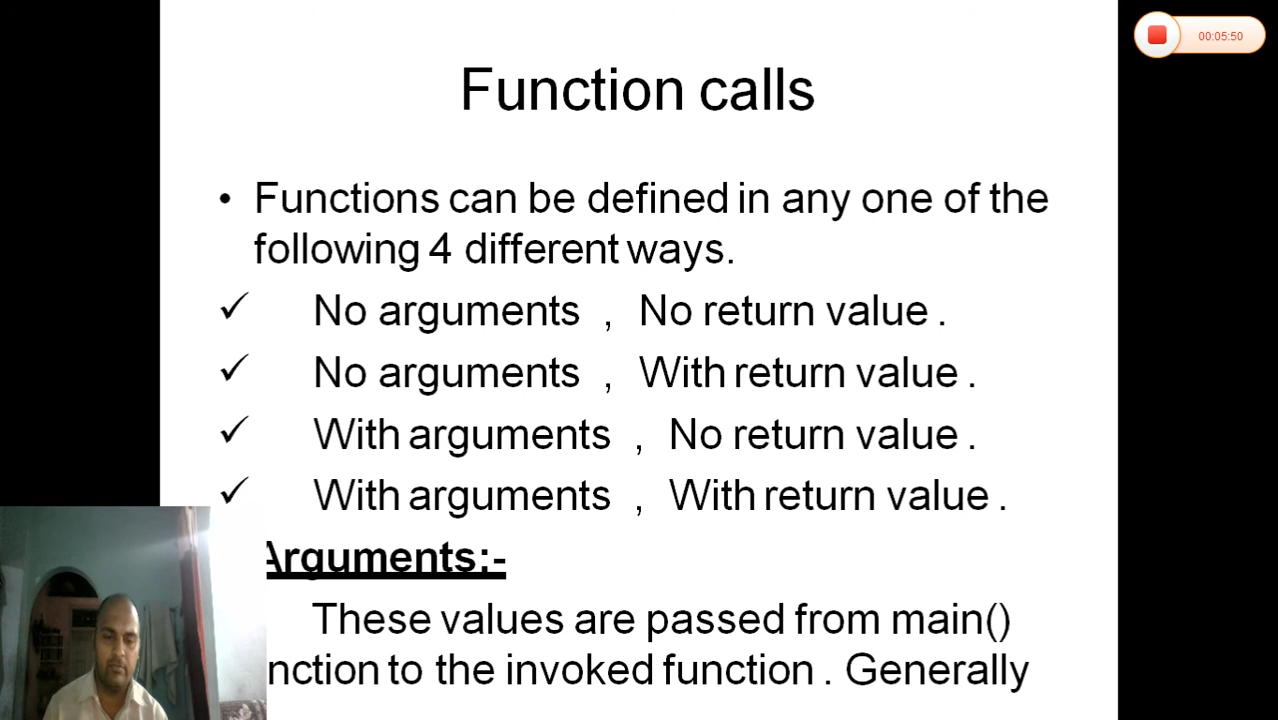 00:05:50
Function calls
• Functions can be defined in any one of the
following 4 different ways.
✓ No arguments , No return value .
✓ No arguments , With return value .
✓ With arguments , No return value .
✓ With arguments , With return value .
Arguments:-
These values are passed from main()
nction to the invoked function . Generally